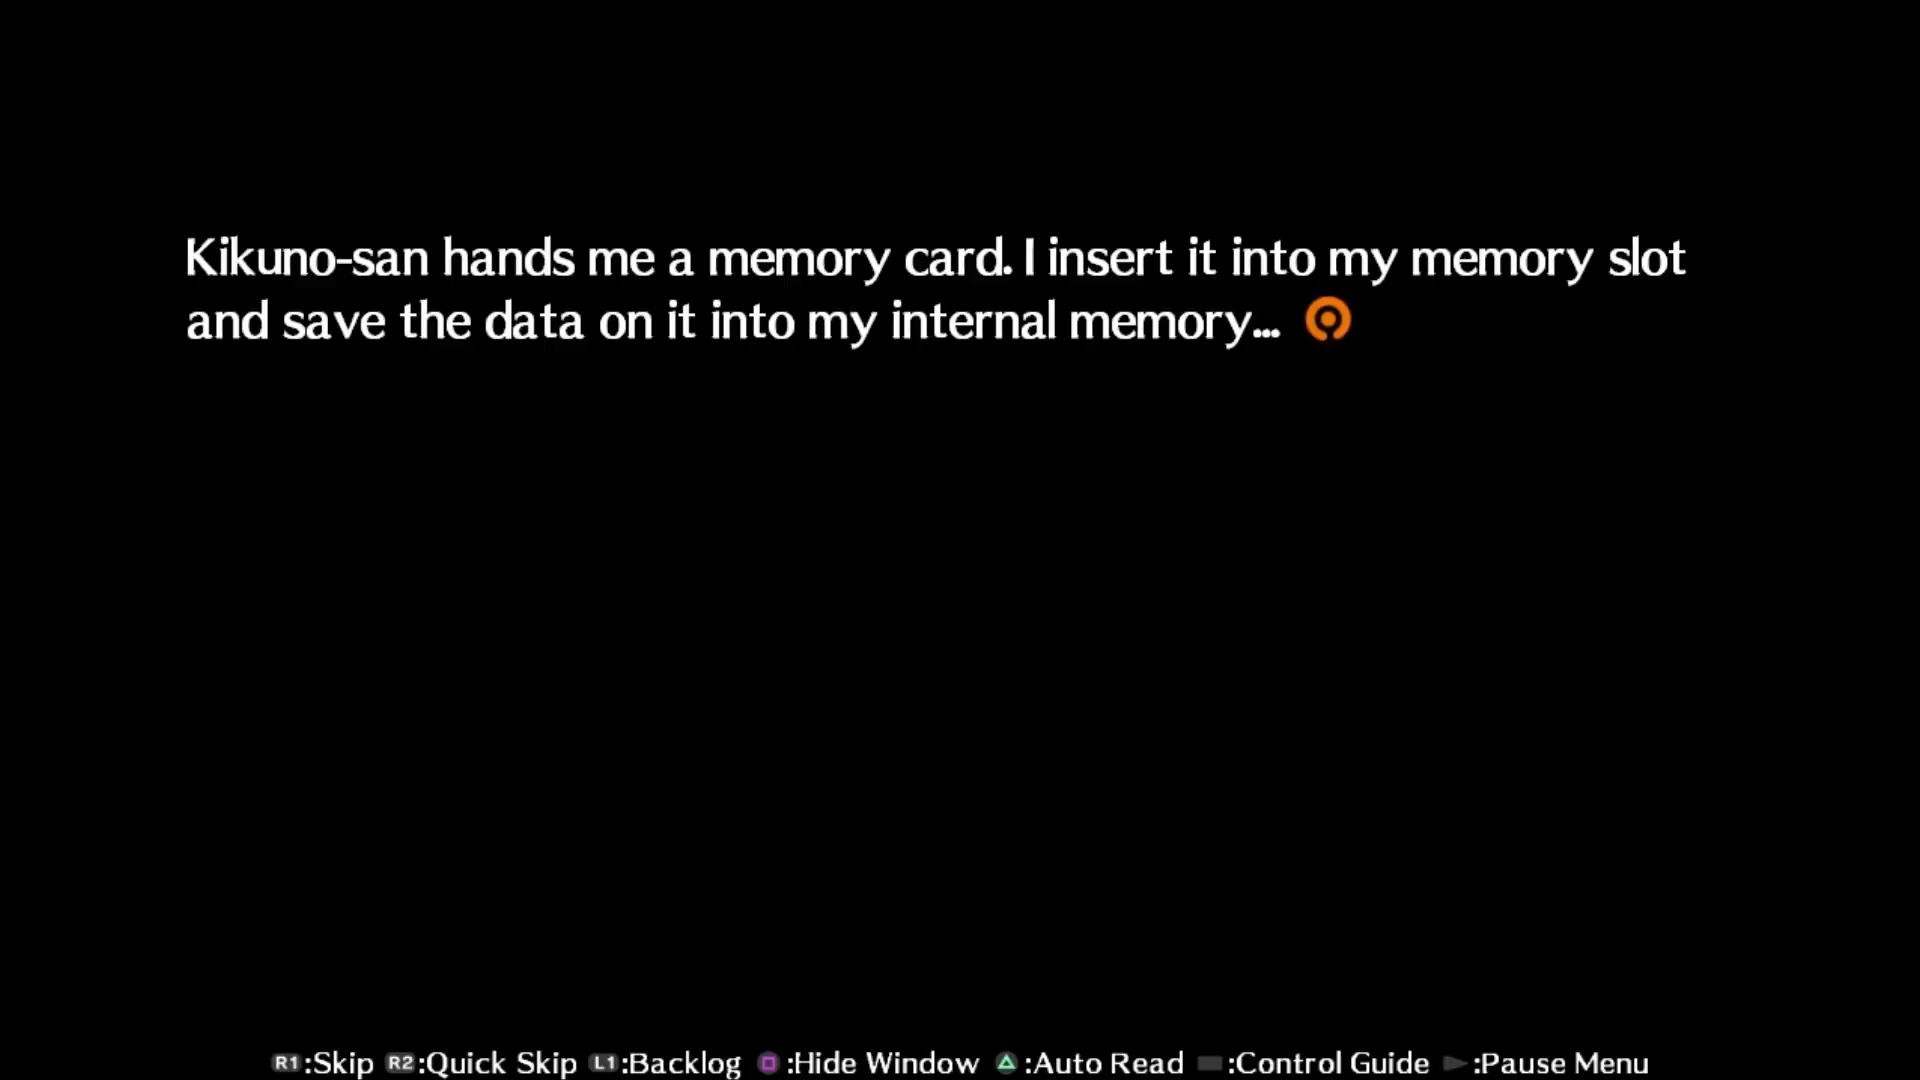 Kikuno-san hands me a memory card. I insert it into my memory slot
and save the data on it into my internal memory...
R1:Skip R2:Quick Skip L1:Backlog :Hide Window :Auto Read :Control Guide :Pause Menu